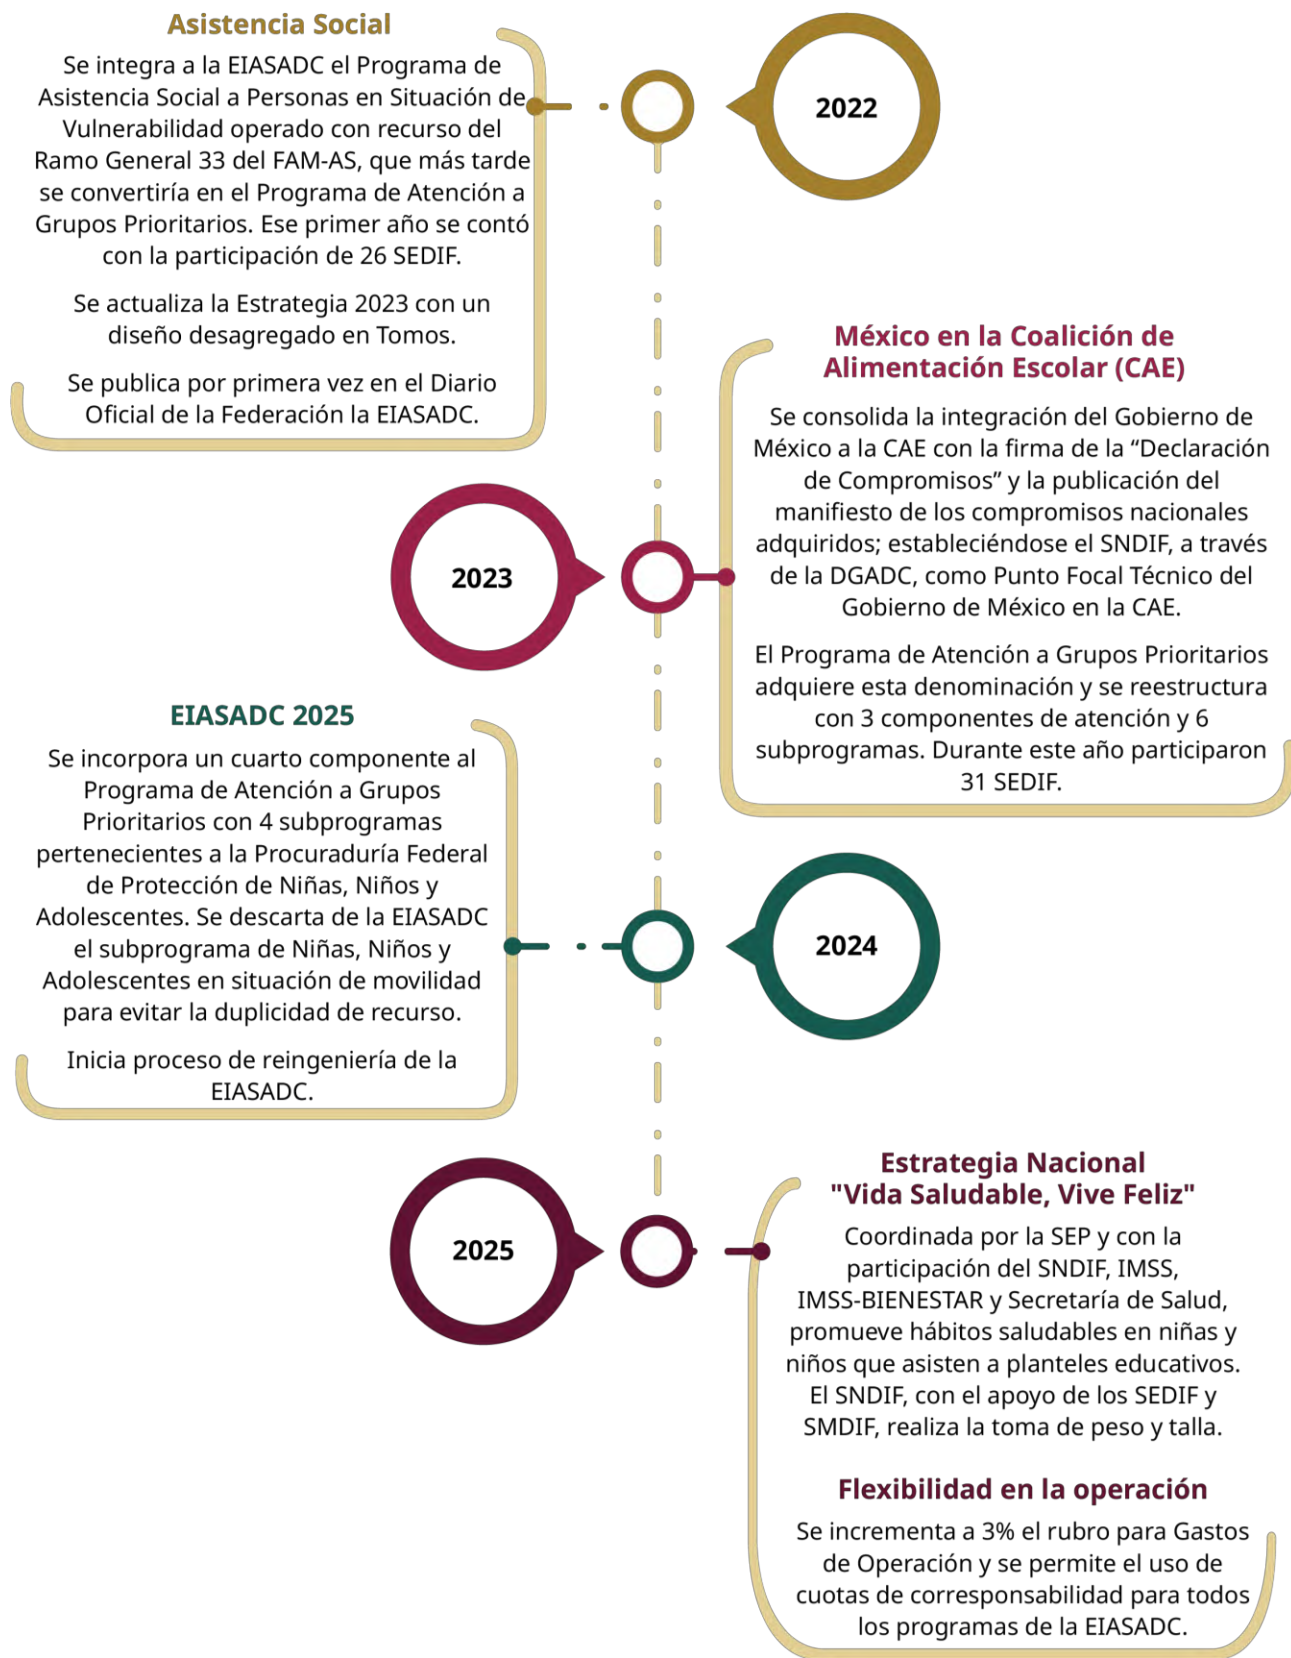 Asistencia Social
Se integra a la EIASADC el Programa de
Asistencia Social a Personas en Situación de
Vulnerabilidad operado con recurso del
Ramo General 33 del FAM-AS, que más tarde
se convertiría en el Programa de Atención a
Grupos Prioritarios. Ese primer año se contó
con la participación de 26 SEDIF.
Se actualiza la Estrategia 2023 con un
diseño desagregado en Tomos.
Se publica por primera vez en el Diario
Oficial de la Federación la EIASADC.
2022
México en la Coalición de
Alimentación Escolar (CAE)
Se consolida la integración del Gobierno de
México a la CAE con la firma de la “Declaración
de Compromisos” y la publicación del
manifiesto de los compromisos nacionales
adquiridos; estableciéndose el SNDIF, a través
de la DGADC, como Punto Focal Técnico del
Gobierno de México en la CAE.
El Programa de Atención a Grupos Prioritarios
adquiere esta denominación y se reestructura
con 3 componentes de atención y 6
subprogramas. Durante este año participaron
31 SEDIF.
2023
EIASADC 2025
Se incorpora un cuarto componente al
Programa de Atención a Grupos
Prioritarios con 4 subprogramas
pertenecientes a la Procuraduría Federal
de Protección de Niñas, Niños y
Adolescentes. Se descarta de la EIASADC
el subprograma de Niñas, Niños y
Adolescentes en situación de movilidad
para evitar la duplicidad de recurso.
Inicia proceso de reingeniería de la
EIASADC.
2024
2025
Estrategia Nacional
"Vida Saludable, Vive Feliz"
Coordinada por la SEP y con la
participación del SNDIF, IMSS,
IMSS-BIENESTAR y Secretaría de Salud,
promueve hábitos saludables en niñas y
niños que asisten a planteles educativos.
El SNDIF, con el apoyo de los SEDIF y
SMDIF, realiza la toma de peso y talla.
Flexibilidad en la operación
Se incrementa a 3% el rubro para Gastos
de Operación y se permite el uso de
cuotas de corresponsabilidad para todos
los programas de la EIASADC.